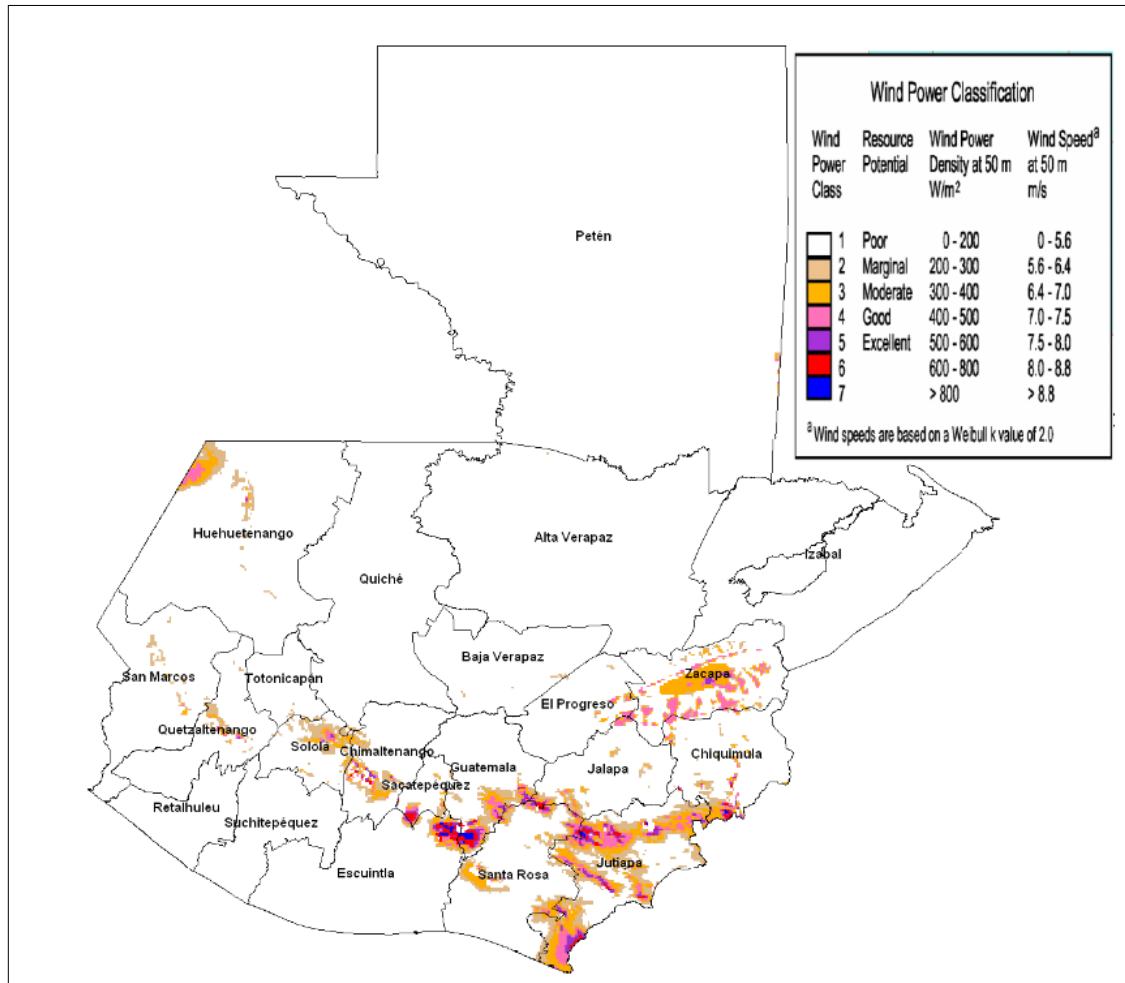 Wind Power Classification
Wind Resource Wind Power Wind Speedᵃ
Power Potential Density at 50 m at 50 m
Class W/m² m/s
1 Poor 0 - 200 0 - 5.6
2 Marginal 200 - 300 5.6 - 6.4
3 Moderate 300 - 400 6.4 - 7.0
4 Good 400 - 500 7.0 - 7.5
5 Excellent 500 - 600 7.5 - 8.0
6 600 - 800 8.0 - 8.8
7 > 800 > 8.8
ᵃ Wind speeds are based on a Weibull k value of 2.0
Petén
Huehuetenango
Alta Verapaz
Izabal
Quiché
Baja Verapaz
San Marcos
Totonicapán
Zacapa
El Progreso
Quetzaltenango
Sololá
Chimaltenango
Chiquimula
Guatemala
Jalapa
Sacatepéquez
Retalhuleu
Suchitepéquez
Jutiapa
Escuintla
Santa Rosa